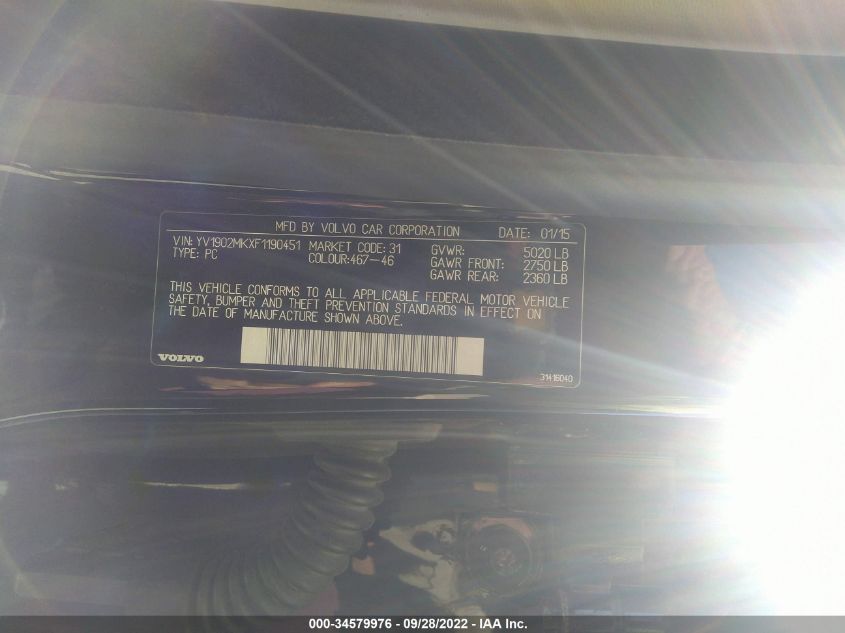 MFD BY VOLVO CAR CORPORATION DATE: 01/15
VIN: YV1902MKXF1190451 MARKET CODE: 31 GVWR: 5020 LB
TYPE: PC COLOUR:467-46 GAWR FRONT: 2750 LB
GAWR REAR: 2360 LB
THIS VEHICLE CONFORMS TO ALL APPLICABLE FEDERAL MOTOR VEHICLE
SAFETY, BUMPER AND THEFT PREVENTION STANDARDS IN EFFECT ON
THE DATE OF MANUFACTURE SHOWN ABOVE.
VOLVO 31416040
000-34579976 - 09/28/2022 - IAA Inc.